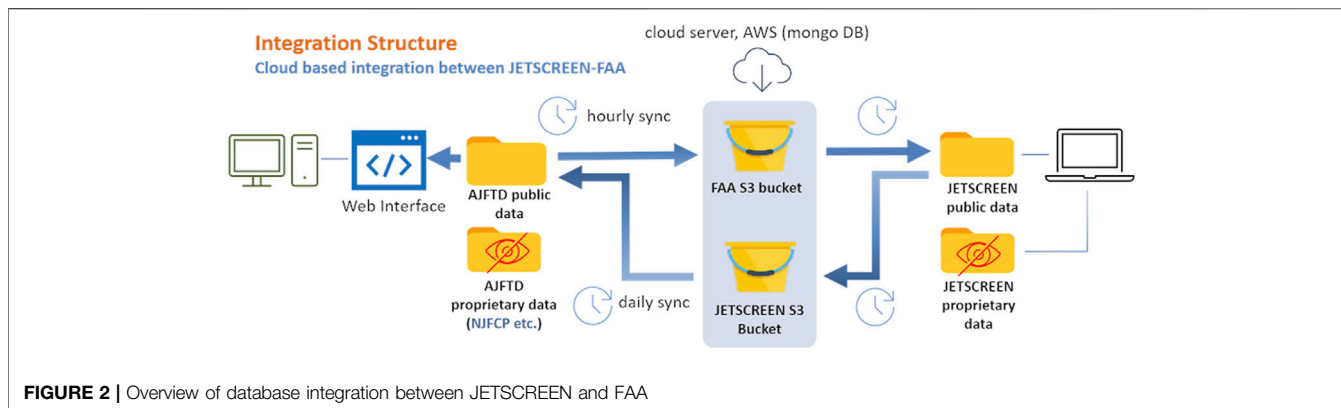 Integration Structure
Cloud based integration between JETSCREEN-FAA
cloud server, AWS (mongo DB)
hourly sync
</>
Web Interface
AJFTD public
data
FAA S3 bucket
JETSCREEN
public data
AJFTD
proprietary data
(NJFCP etc.)
daily sync
JETSCREEN S3
Bucket
JETSCREEN
proprietary
data
FIGURE 2 | Overview of database integration between JETSCREEN and FAA